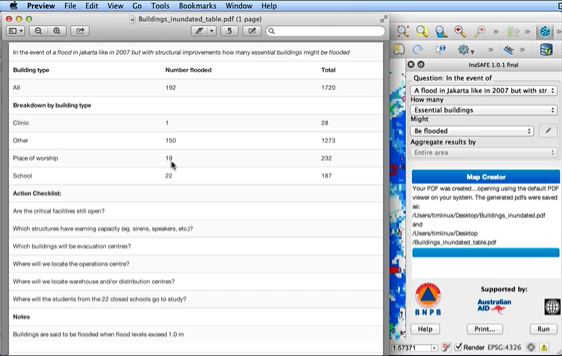 Preview File Edit View Go Tools Bookmarks Window Help
Buildings_inundated_table.pdf (1 page)
In the event of a flood in jakarta like in 2007 but with structural improvements how many essential buildings might be flooded
Building type Number flooded Total
All 192 1720
Breakdown by building type
Clinic 1 28
Other 150 1273
Place of worship 19 232
School 22 187
Action Checklist:
Are the critical facilities still open?
Which structures have warning capacity (eg. sirens, speakers, etc.)?
Which buildings will be evacuation centres?
Where will we locate the operations centre?
Where will we locate warehouse and/or distribution centres?
Where will the students from the 22 closed schools go to study?
Notes
Buildings are said to be flooded when flood levels exceed 1.0 m
InaSAFE 1.0.1 final
Question: In the event of
A flood in Jakarta like in 2007 but with str
How many
Essential buildings
Might
Be flooded
Aggregate results by
Entire area
Map Creator
Your PDF was created....opening using the default PDF
viewer on your system. The generated pdfs were saved
as:
/Users/timlinux/Desktop/Buildings_inundated.pdf
and
/Users/timlinux/Desktop
/Buildings_inundated_table.pdf
Supported by:
BNPB
Australian
AID
Help Print... Run
1:57371 Render EPSG:4326